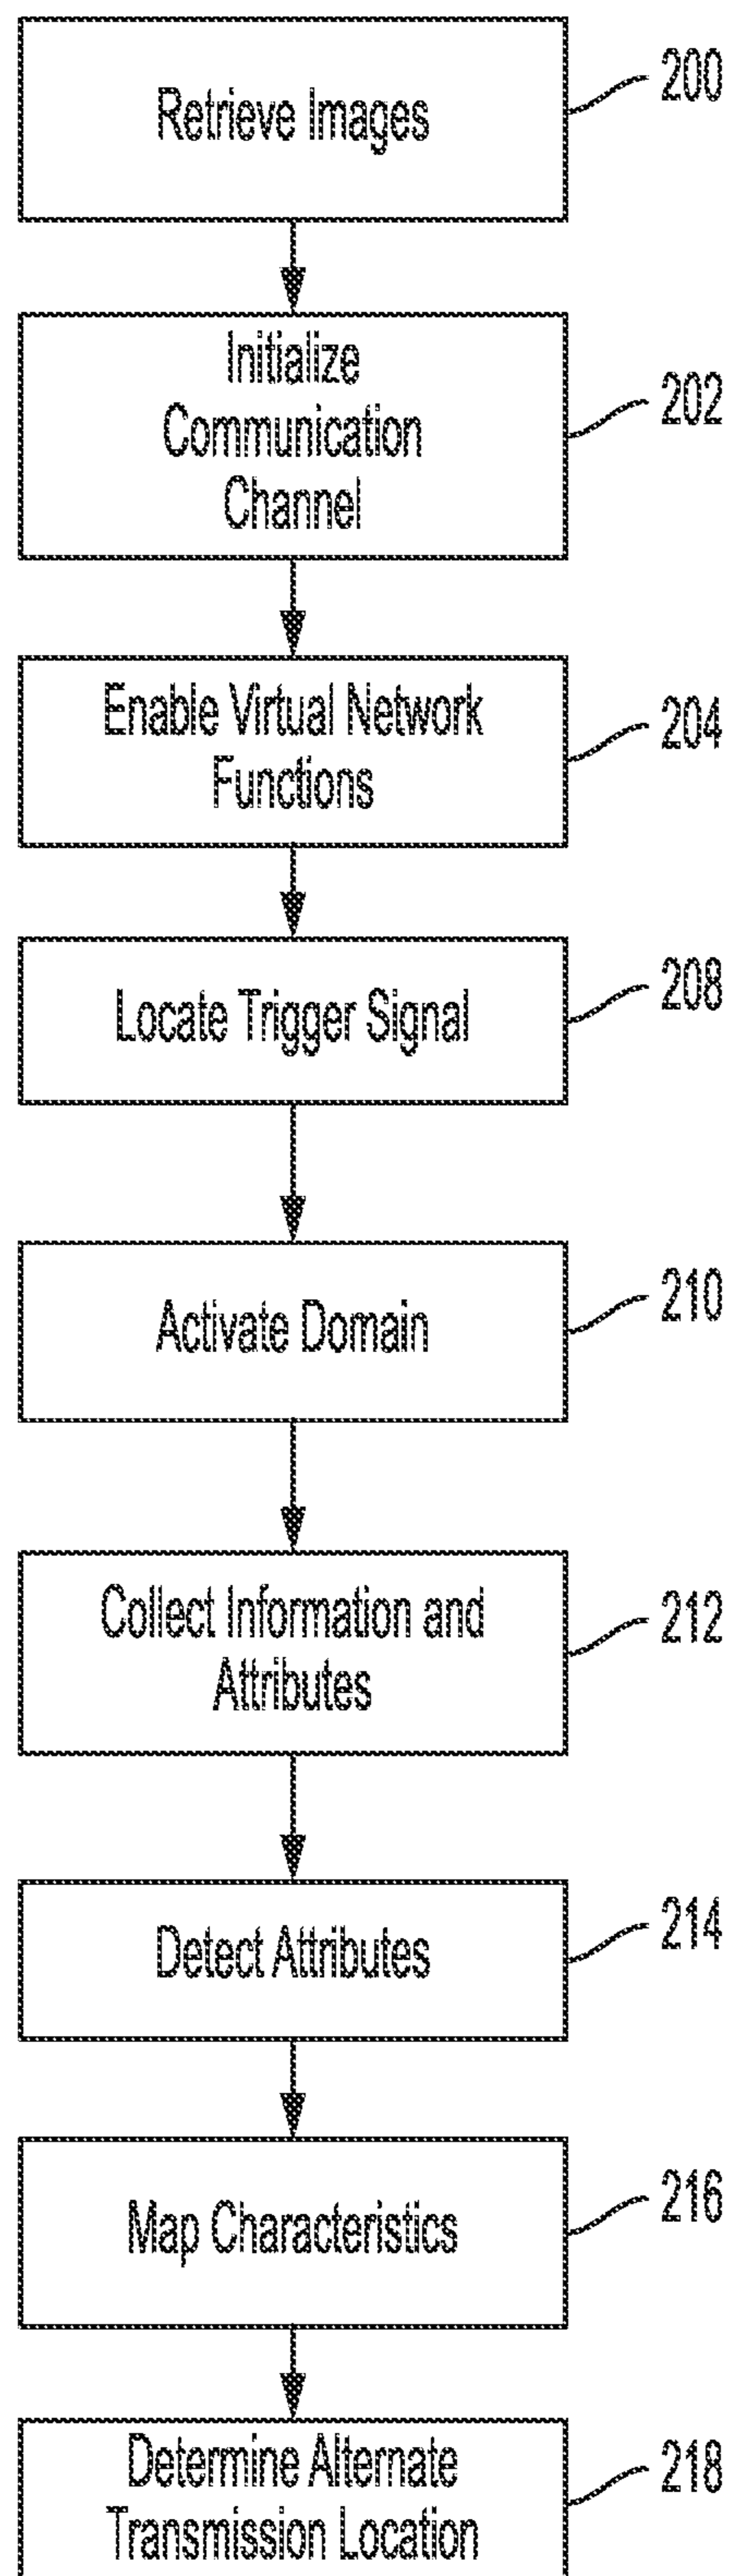 Retrieve Images
200
Initialize
Communication
Channel
202
Enable Virtual Network
Functions
204
Locate Trigger Signal
208
Activate Domain
210
Collect Information and
Attributes
212
Detect Attributes
214
Map Characteristics
216
Determine Alternate
Transmission Location
218